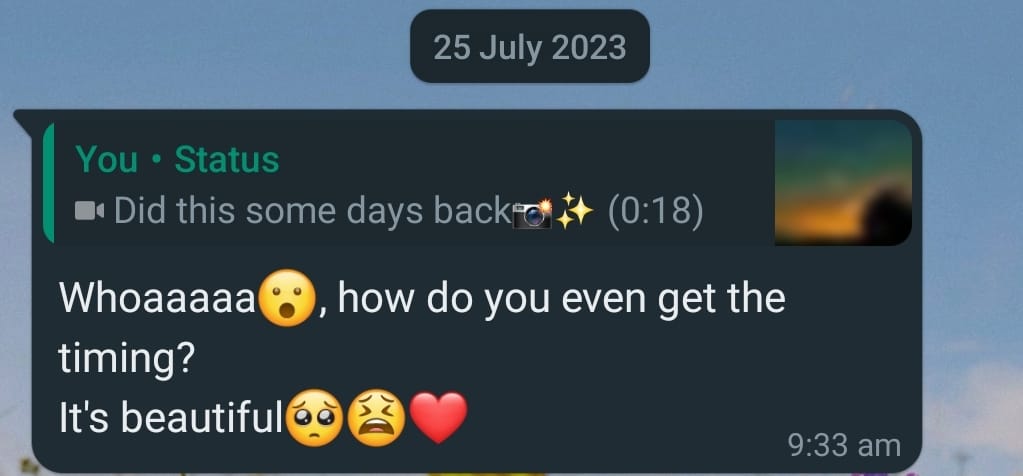 25 July 2023
You • Status
Did this some days back📸✨ (0:18)
Whoaaaaa😮, how do you even get the
timing?
It's beautiful🥺😫❤️
9:33 am